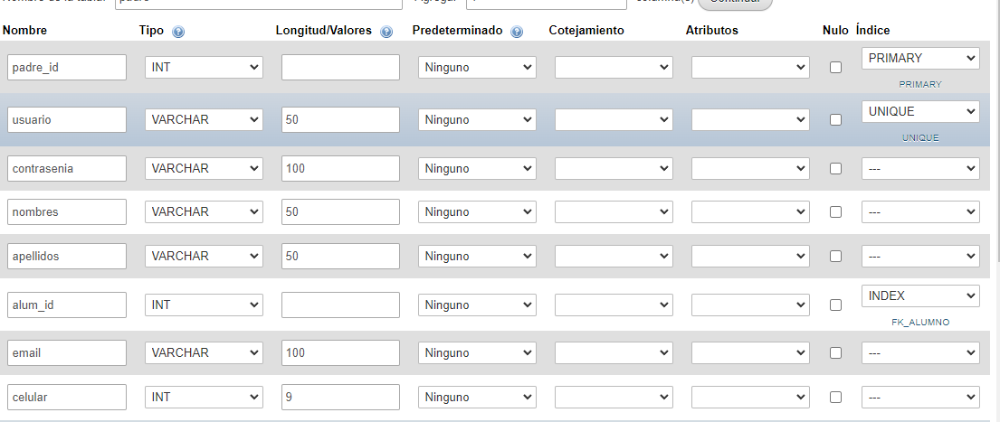 Nombre de la tabla: padre Agregar columna(s) Continuar
Nombre Tipo Longitud/Valores Predeterminado Cotejamiento Atributos Nulo Índice
padre_id INT Ninguno PRIMARY
PRIMARY
usuario VARCHAR 50 Ninguno UNIQUE
UNIQUE
contrasenia VARCHAR 100 Ninguno ---
nombres VARCHAR 50 Ninguno ---
apellidos VARCHAR 50 Ninguno ---
alum_id INT Ninguno INDEX
FK_ALUMNO
email VARCHAR 100 Ninguno ---
celular INT 9 Ninguno ---